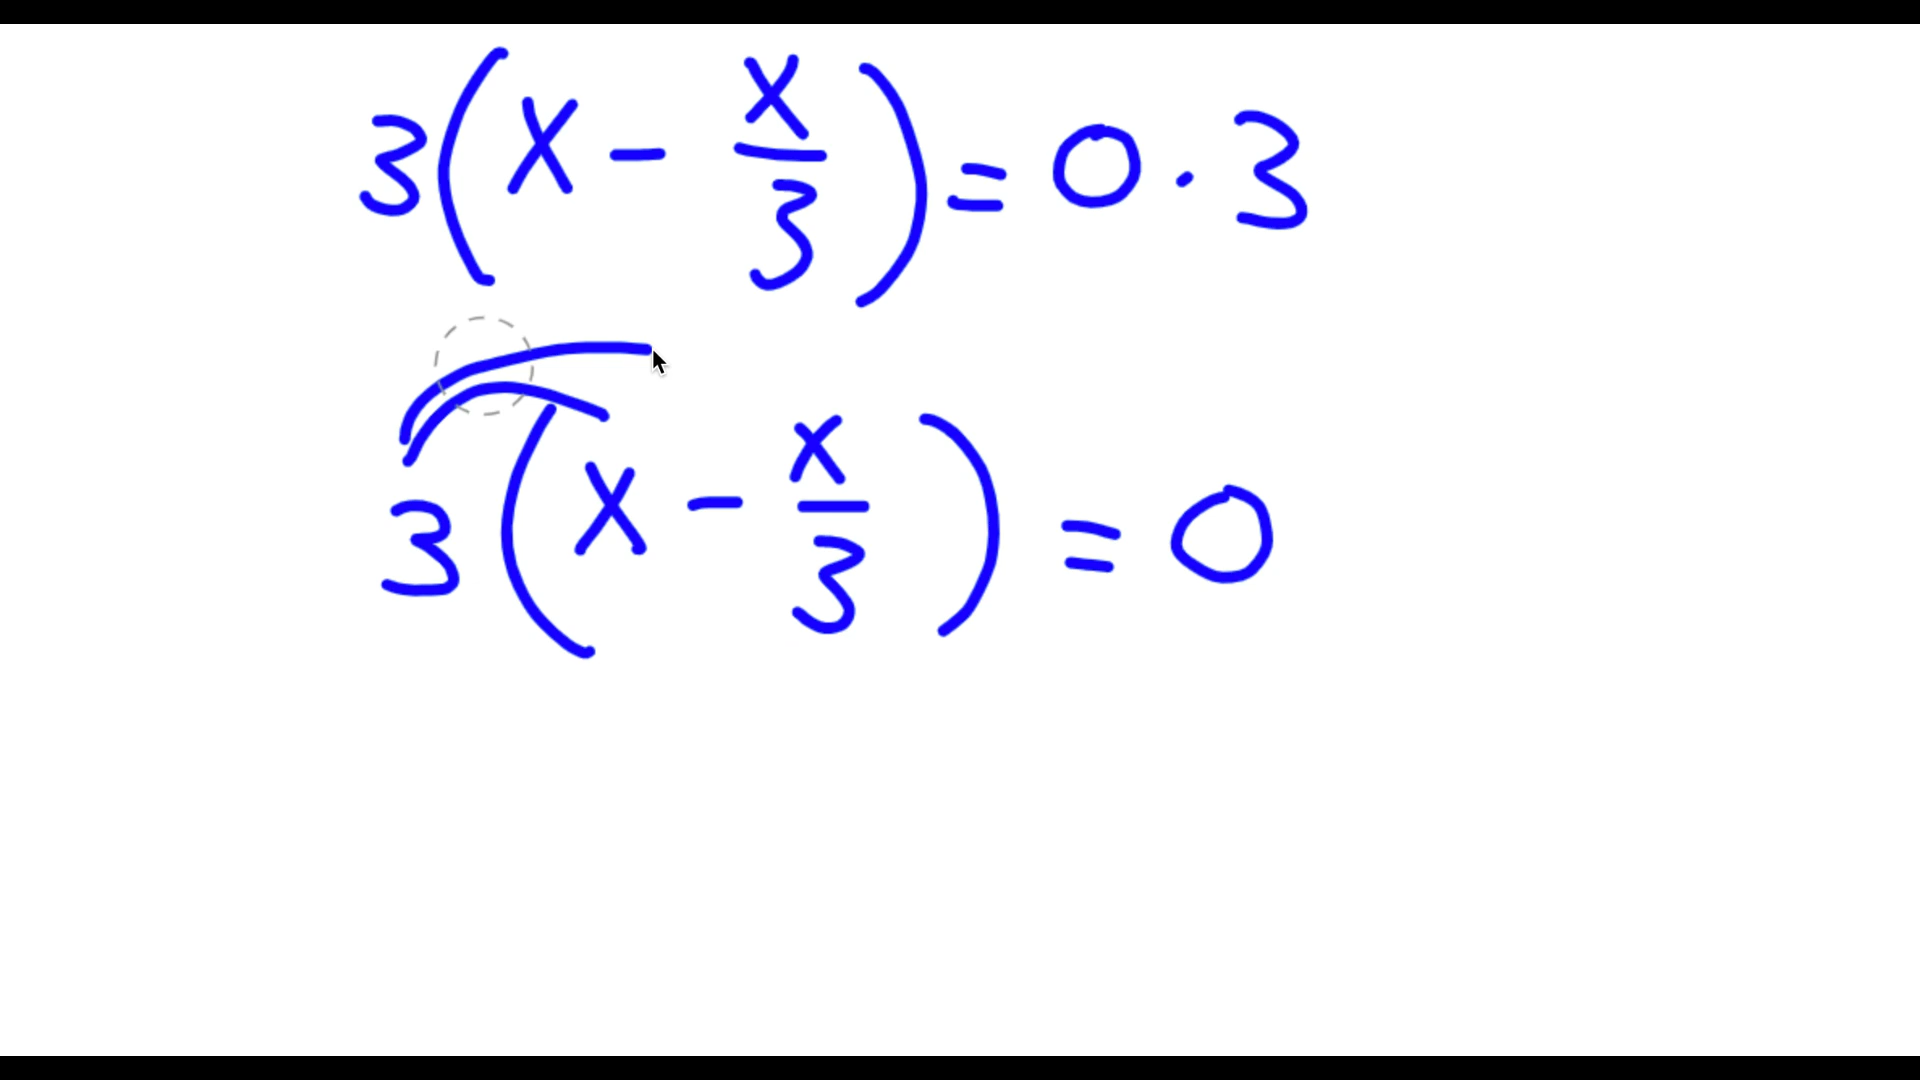 3(x - x/3) = 0 · 3
3(x - x/3) = 0